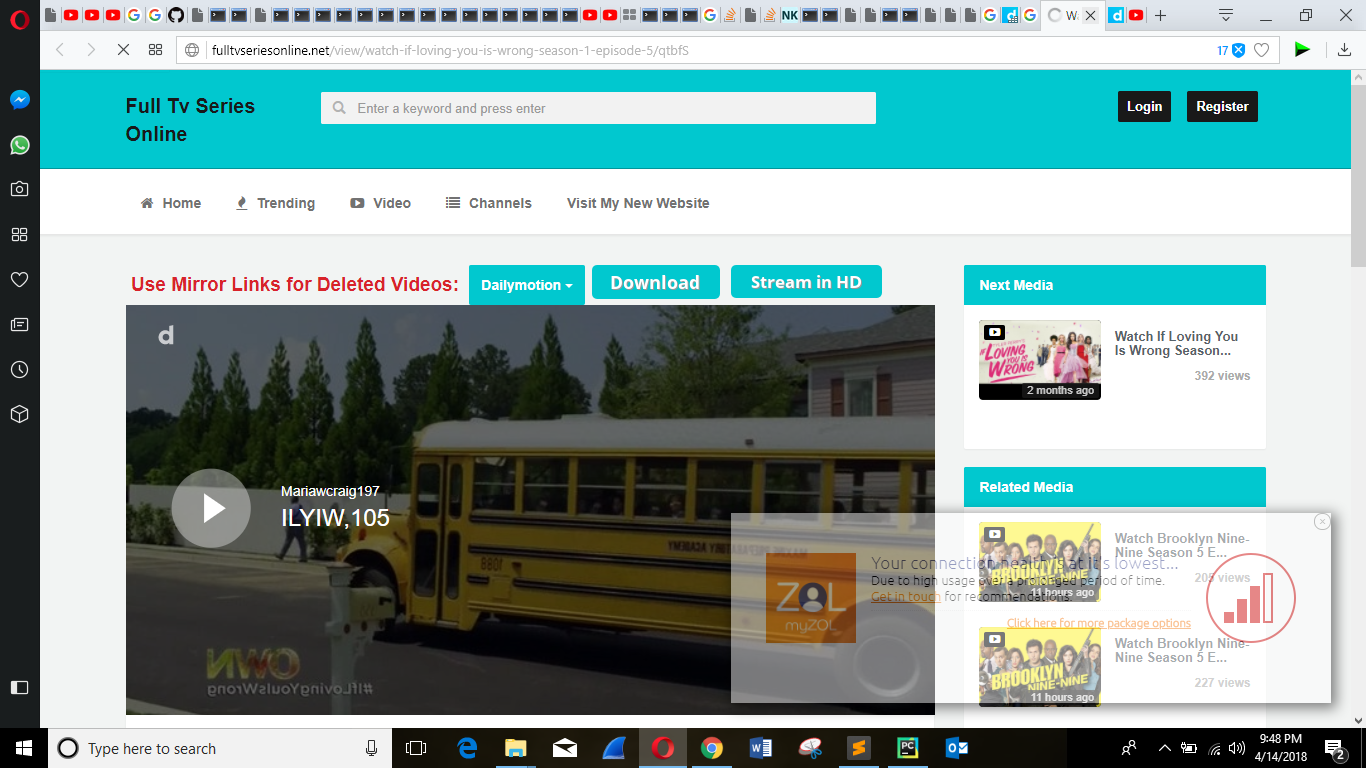 NK
W
fulltvseriesonline.net/view/watch-if-loving-you-is-wrong-season-1-episode-5/qtbfS
17
Full Tv Series
Online
Enter a keyword and press enter
Login
Register
Home
Trending
Video
Channels
Visit My New Website
Use Mirror Links for Deleted Videos:
Dailymotion
Download
Stream in HD
d
Mariawcraig197
ILYIW,105
1088
OWN
#IfLovingYouIsWrong
Next Media
IF LOVING
YOU IS
WRONG
2 months ago
Watch If Loving You
Is Wrong Season...
392 views
Related Media
BROOKLYN
NINE-NINE
11 hours ago
Watch Brooklyn Nine-
Nine Season 5 E...
205 views
BROOKLYN
NINE-NINE
11 hours ago
Watch Brooklyn Nine-
Nine Season 5 E...
227 views
ZOL
myZOL
Your connection health is at it's lowest...
Due to high usage over a prolonged period of time.
Get in touch for recommendations.
Click here for more package options
Type here to search
PC
9:48 PM
4/14/2018
2